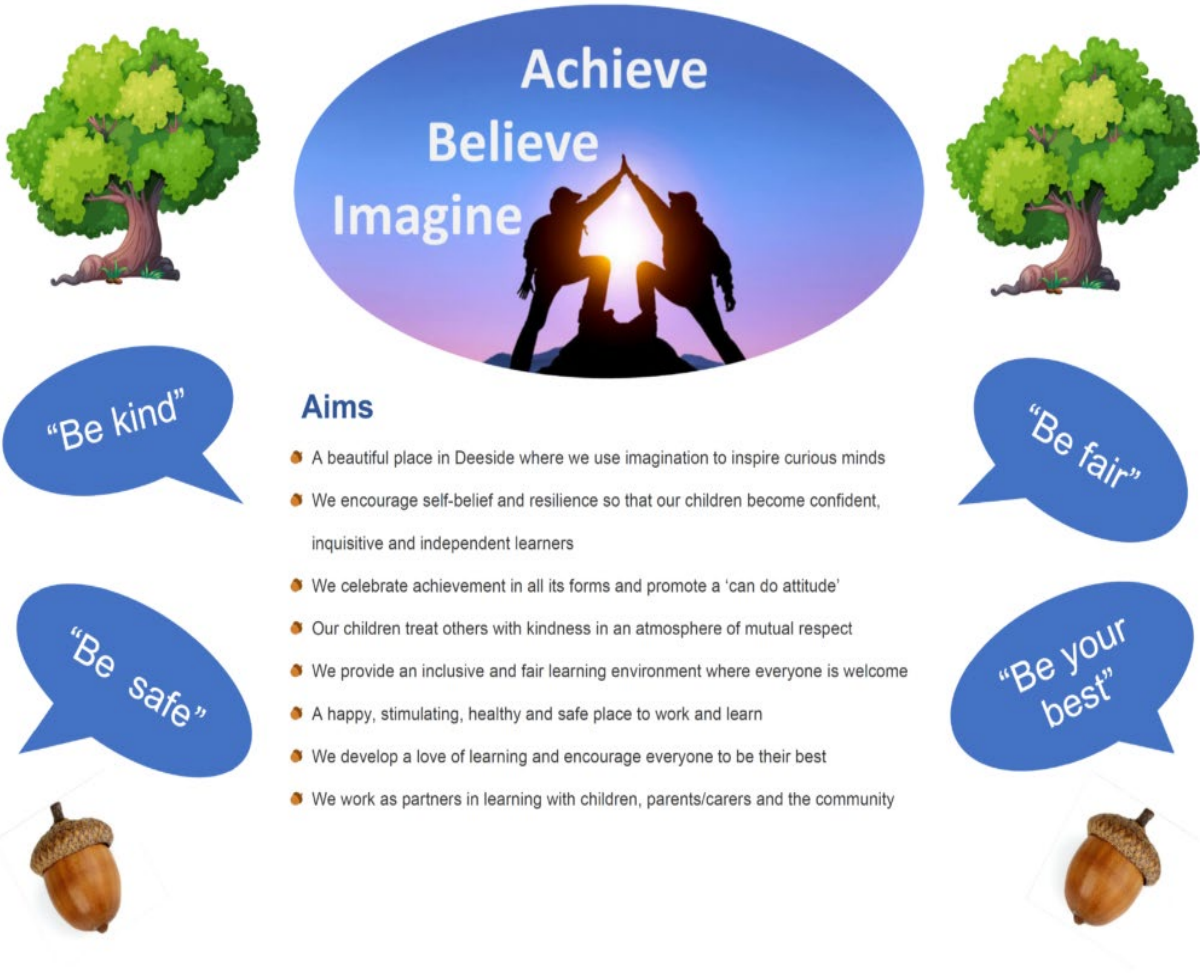 Achieve
Believe
Imagine
“Be kind”
“Be fair”
Aims
A beautiful place in Deeside where we use imagination to inspire curious minds
We encourage self-belief and resilience so that our children become confident,
inquisitive and independent learners
We celebrate achievement in all its forms and promote a ‘can do attitude’
Our children treat others with kindness in an atmosphere of mutual respect
We provide an inclusive and fair learning environment where everyone is welcome
A happy, stimulating, healthy and safe place to work and learn
We develop a love of learning and encourage everyone to be their best
We work as partners in learning with children, parents/carers and the community
“Be safe”
“Be your
best”